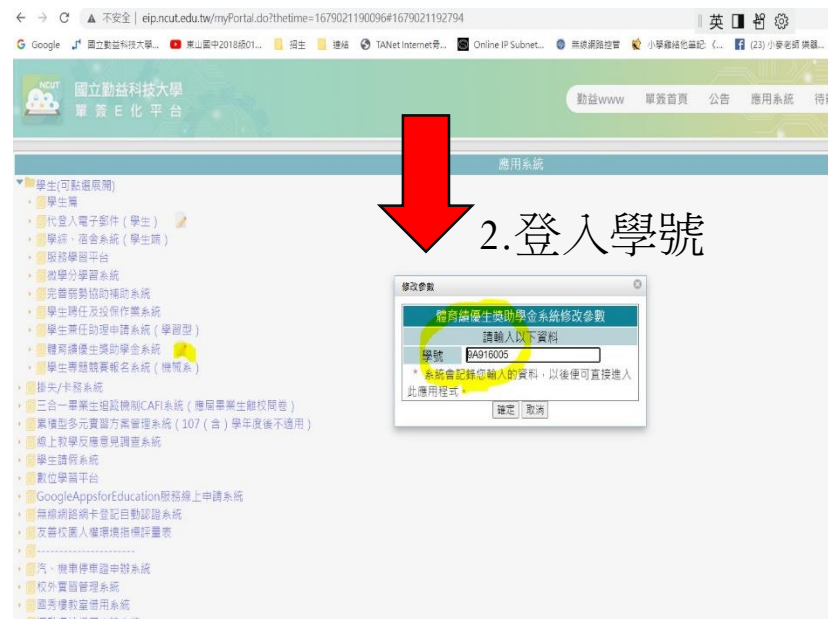 不安全 | eip.ncut.edu.tw/myPortal.do?thetime=1679021190096#1679021192794
英
Google
國立勤益科技大學...
東山國中2018級01...
招生
連結
TANet Internet骨...
Online IP Subnet...
無線網路控管
小學雞結他筆記:《...
(23) 小麥老師
NCUT
國立勤益科技大學
單簽E化平台
勤益www
單簽首頁
公告
應用系統
應用系統
學生(可點選展開)
學生篇
代登入電子郵件(學生)
學綜、宿舍系統(學生端)
服務學習平台
微學分學習系統
完善弱勢協助補助系統
學生聘任及投保作業系統
學生兼任助理申請系統(學習型)
體育績優生獎助學金系統
學生專題競賽報名系統(機械系)
掛失/卡務系統
三合一畢業生追蹤機制CAFI系統(應屆畢業生離校問卷)
累積型多元實習方案管理系統(107(含)學年度後不適用)
線上教學反應意見調查系統
學生請假系統
數位學習平台
GoogleAppsforEducation服務線上申請系統
無線網路網卡登記自動認證系統
友善校園人權環境指標評量表
----------------------
汽、機車停車證申辦系統
校外實習管理系統
國秀樓教室借用系統
2.登入學號
修改參數
體育績優生獎助學金系統修改參數
請輸入以下資料
學號
9A916005
* 系統會記錄您輸入的資料,以後便可直接進入
此應用程式。
確定
取消